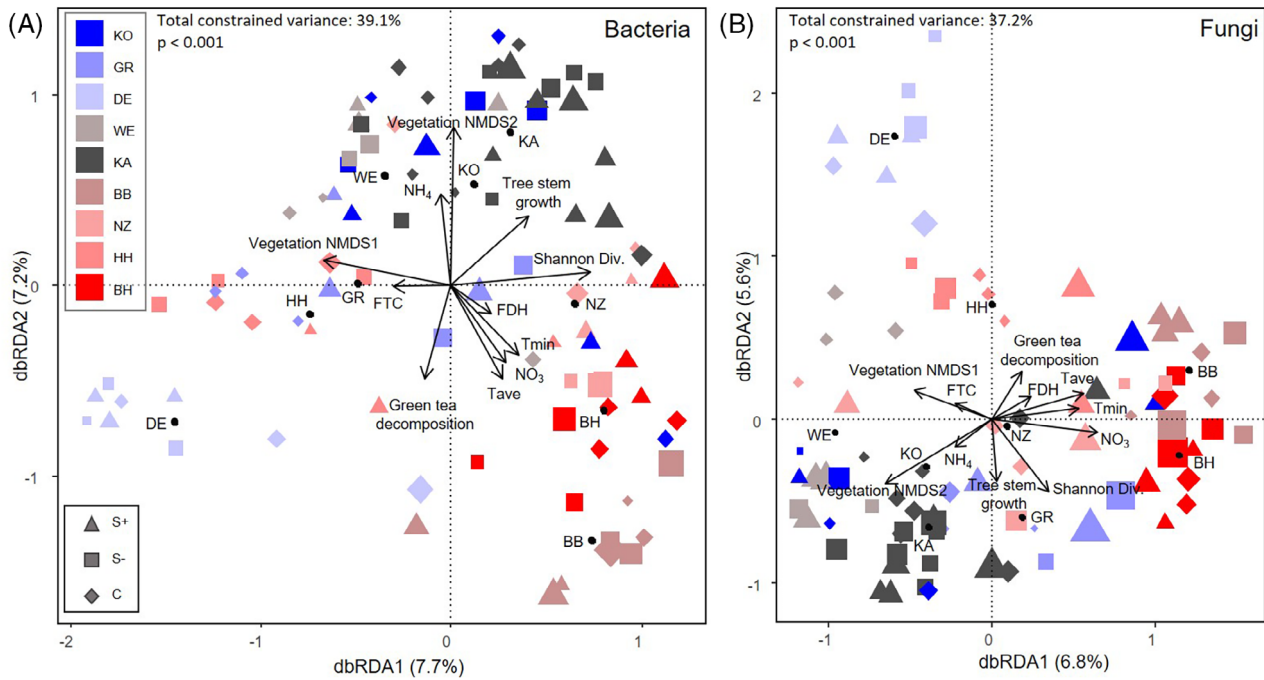 (A)
Total constrained variance: 39.1%
p < 0.001
Bacteria
KO
GR
DE
WE
KA
BB
NZ
HH
BH
S+
S-
C
dbRDA2 (7.2%)
1
0
-1
-2
-1
0
1
dbRDA1 (7.7%)
Vegetation NMDS2
KA
WE
KO
NH4
Tree stem
growth
Vegetation NMDS1
Shannon Div.
HH
GR
FTC
FDH
NZ
Tmin
NO3
Tave
Green tea
decomposition
DE
BH
BB
(B)
Total constrained variance: 37.2%
p < 0.001
Fungi
dbRDA2 (5.6%)
2
1
0
-1
-1
0
1
dbRDA1 (6.8%)
DE
HH
Green tea
decomposition
Vegetation NMDS1
FTC
FDH
Tave
BB
Tmin
WE
NZ
NO3
KO
NH4
BH
Vegetation NMDS2
Tree stem
growth
Shannon Div.
GR
KA